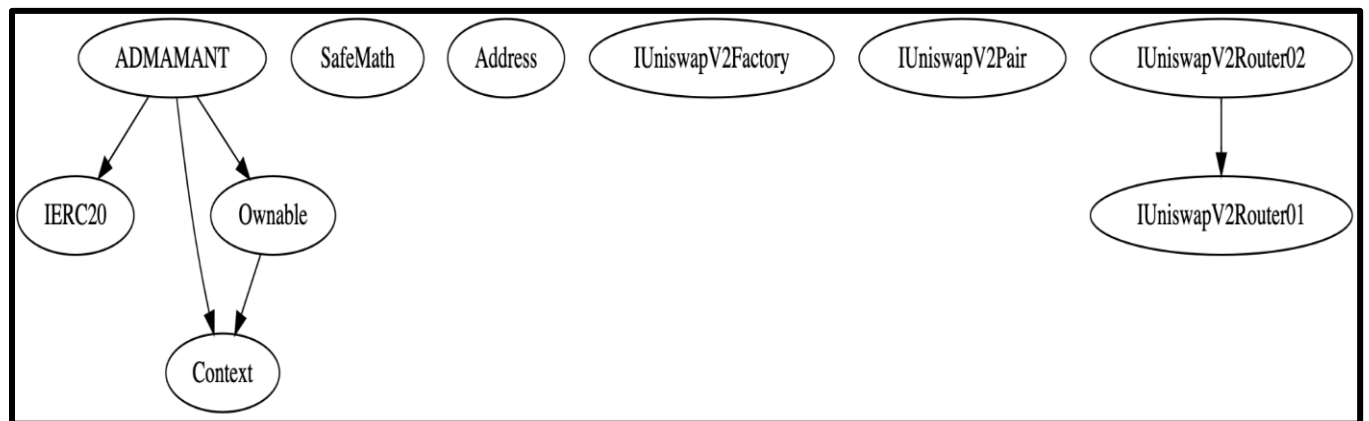 ADMAMANT
SafeMath
Address
IUniswapV2Factory
IUniswapV2Pair
IUniswapV2Router02
IERC20
Ownable
IUniswapV2Router01
Context